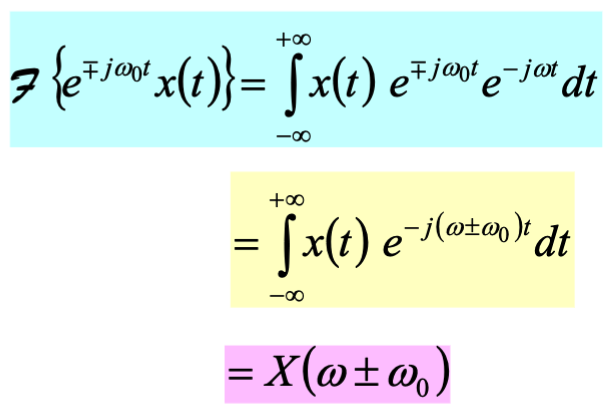 ℱ {e^{∓jω₀t} x(t)} = ∫_{−∞}^{+∞} x(t) e^{∓jω₀t} e^{−jωt} dt
= ∫_{−∞}^{+∞} x(t) e^{−j(ω±ω₀)t} dt
= X(ω ± ω₀)